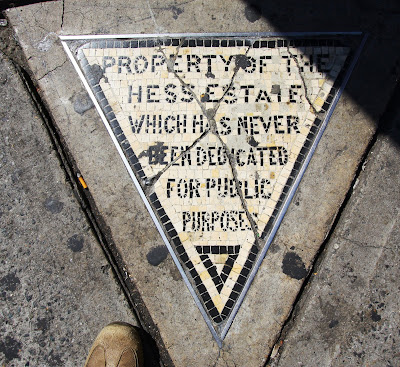 PROPERTY OF THE
HESS ESTATE
WHICH HAS NEVER
BEEN DEDICATED
FOR PUBLIC
PURPOSES